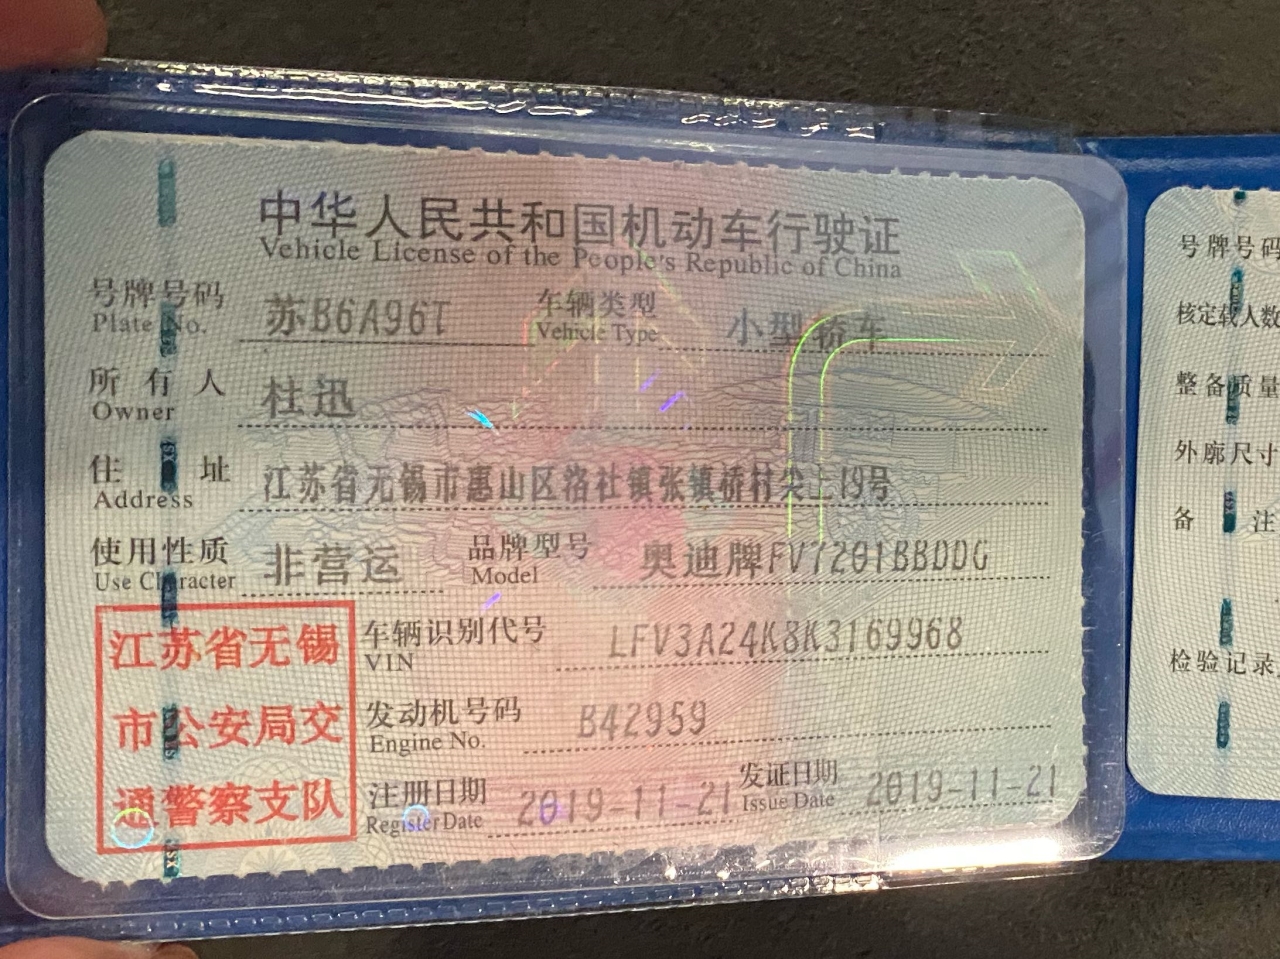 中华人民共和国机动车行驶证
Vehicle License of the People's Republic of China
号牌号码 苏B6A96T 车辆类型 小型轿车
Plate No. Vehicle Type
所有人 杜迅
Owner
住址 江苏省无锡市惠山区洛社镇张镇桥村尖上19号
Address
使用性质 非营运 品牌型号 奥迪牌FV7201BBDDG
Use Character Model
江苏省无锡
市公安局交
通警察支队
车辆识别代号 LFV3A24K8K3169968
VIN
发动机号码 B42959
Engine No.
注册日期 2019-11-21 发证日期 2019-11-21
Register Date Issue Date
号牌号码
核定载人数
整备质量
外廓尺寸
备注
检验记录